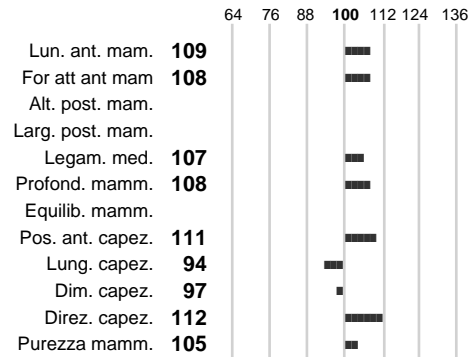 64 76 88 100 112 124 136
Lun. ant. mam. 109
For att ant mam 108
Alt. post. mam.
Larg. post. mam.
Legam. med. 107
Profond. mamm. 108
Equilib. mamm.
Pos. ant. capez. 111
Lung. capez. 94
Dim. capez. 97
Direz. capez. 112
Purezza mamm. 105